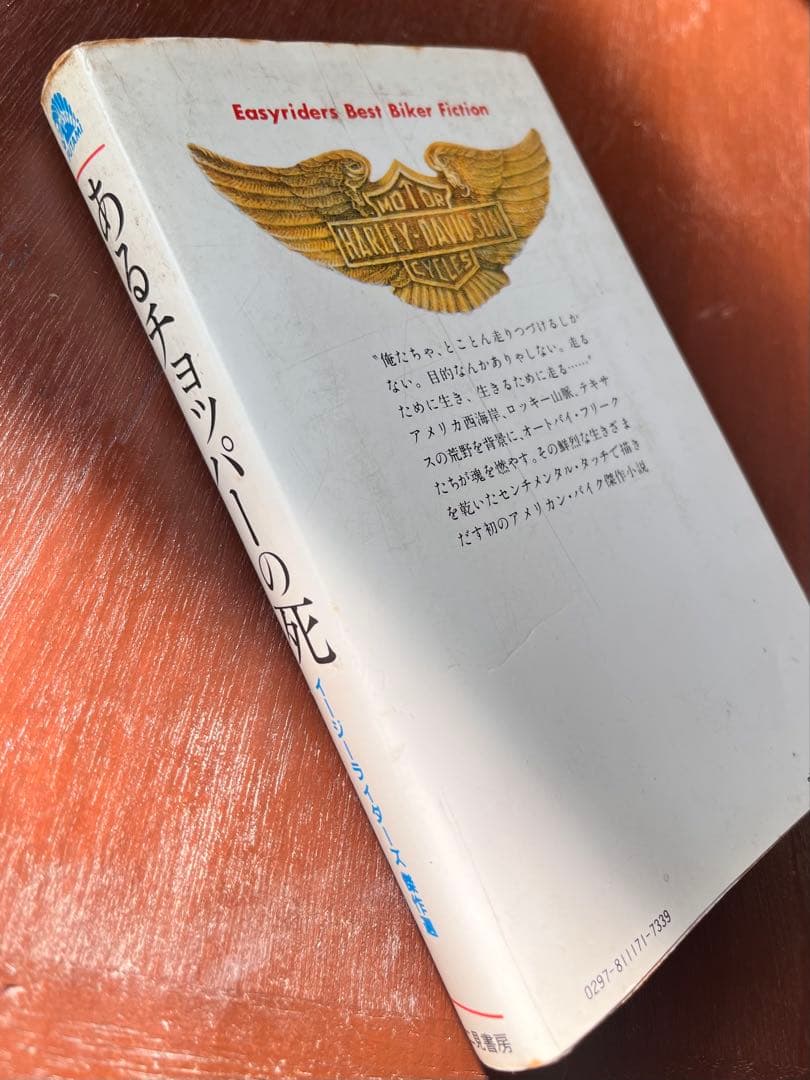 あるチョッパーの死
イージーライダーズ傑作選
見書房
Easyriders Best Biker Fiction
MOTOR
HARLEY-DAVIDSON
CYCLES
"俺たちゃ、とことん走りつづけるしか
ない。目的なんかありゃしない。走る
ために生き、生きるために走る……"
アメリカ西海岸、ロッキー山脈、テキサ
スの荒野を背景に、オートバイ・フリーク
たちが魂を燃やす。その鮮烈な生きざま
を乾いたセンチメンタル・タッチで描き
だす初のアメリカン・バイク傑作小説
0297-811171-7339